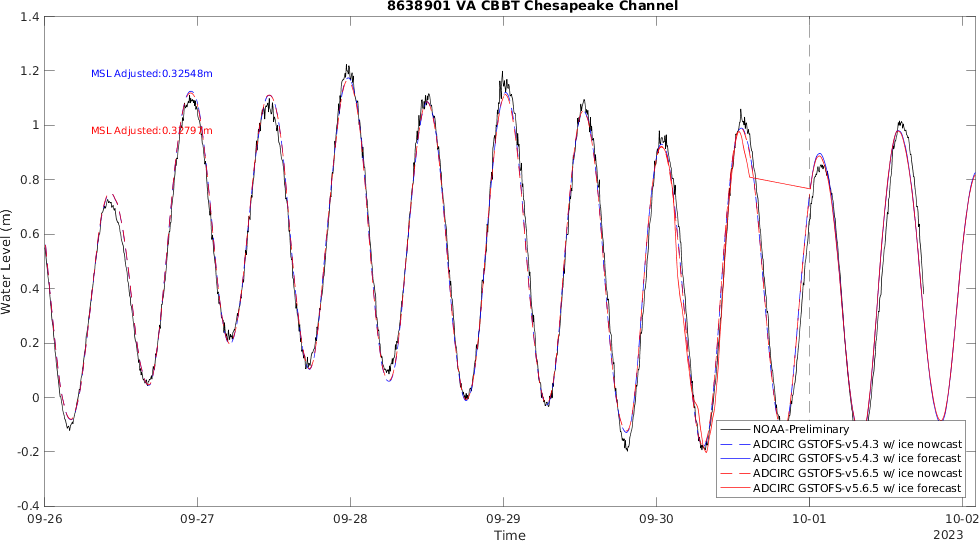 8638901 VA CBBT Chesapeake Channel
1.4
1.2
1
0.8
0.6
0.4
0.2
0
-0.2
-0.4
Water Level (m)
MSL Adjusted:0.32548m
MSL Adjusted:0.32797m
NOAA-Preliminary
ADCIRC GSTOFS-v5.4.3 w/ ice nowcast
ADCIRC GSTOFS-v5.4.3 w/ ice forecast
ADCIRC GSTOFS-v5.6.5 w/ ice nowcast
ADCIRC GSTOFS-v5.6.5 w/ ice forecast
09-26 09-27 09-28 09-29 09-30 10-01 10-02
Time
2023